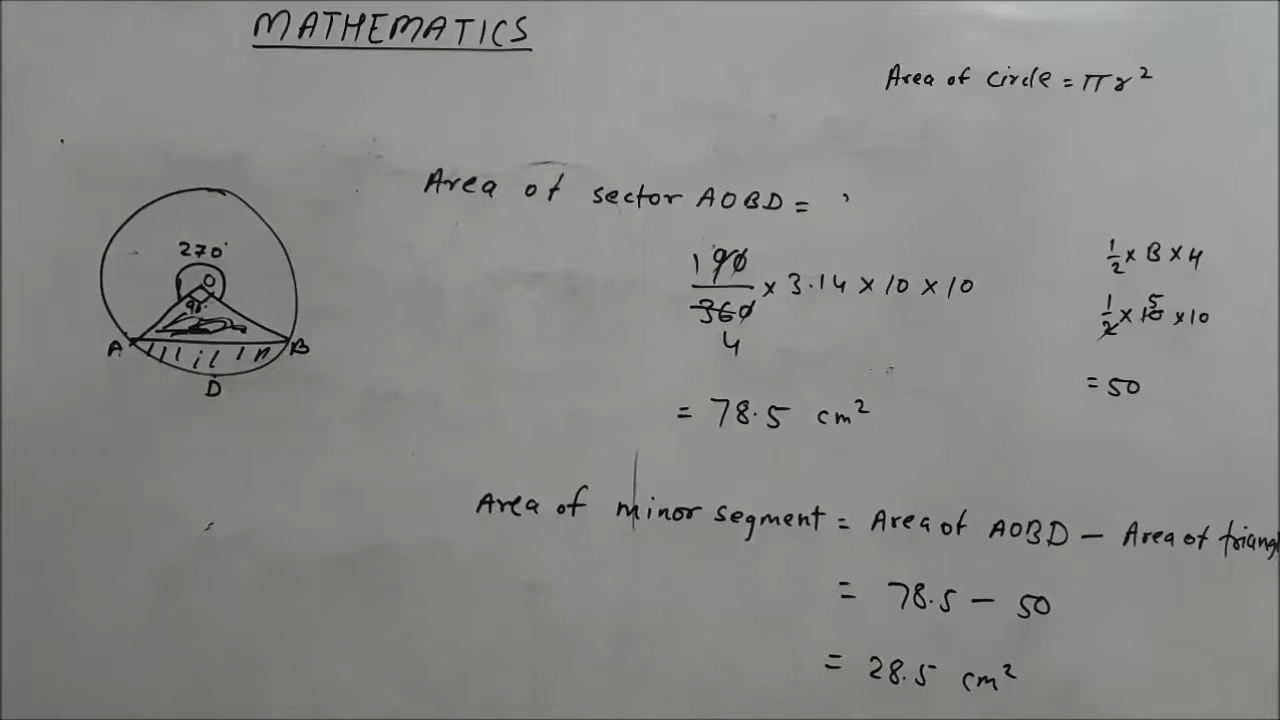 MATHEMATICS
Area of circle = πr²
Area of sector AOBD = ?
270°
O
90°
A
B
D
1 90
360
4
× 3.14 × 10 × 10
= 78.5 cm²
1/2 × B × 4
1/2 × 10 5 × 10
= 50
Area of minor segment = Area of AOBD - Area of triangl
= 78.5 - 50
= 28.5 cm²